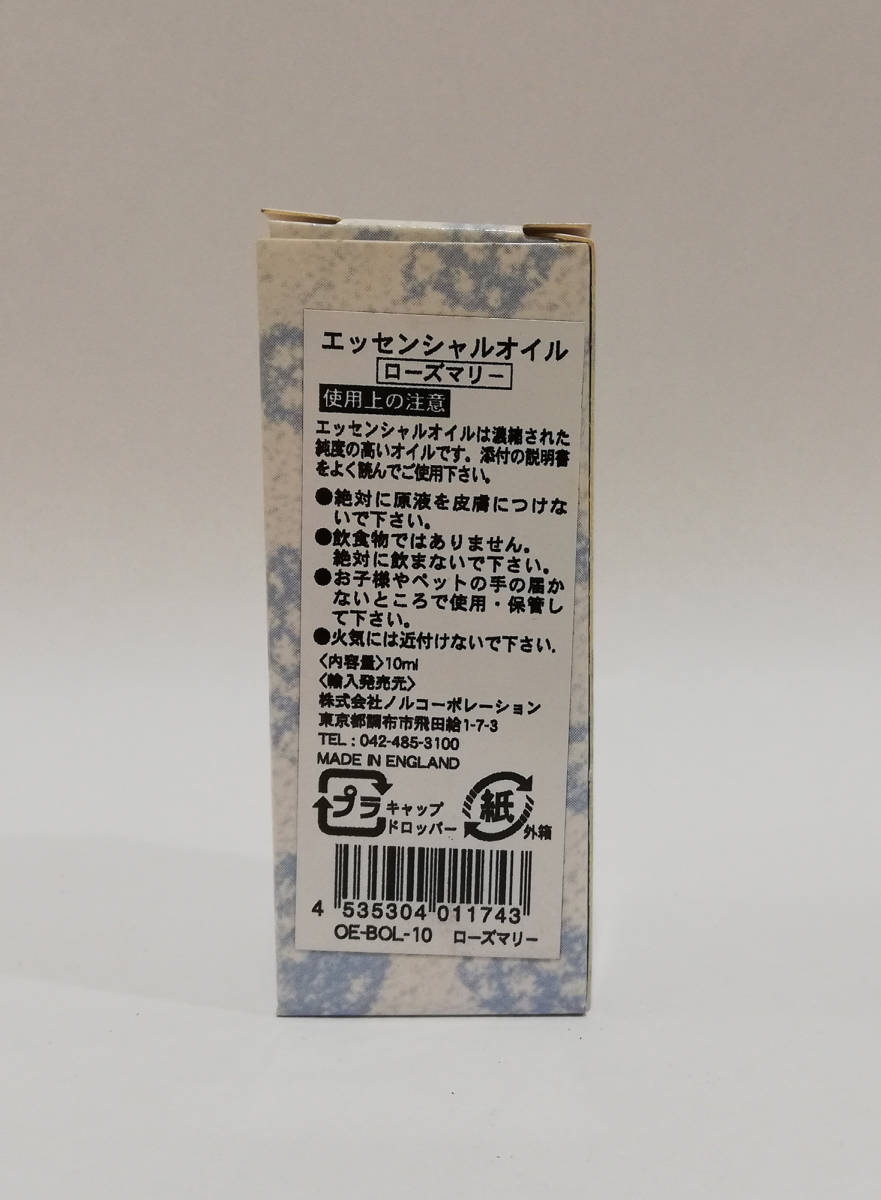 エッセンシャルオイル
ローズマリー
使用上の注意
エッセンシャルオイルは濃縮された
純度の高いオイルです。添付の説明書
をよく読んでご使用下さい。
●絶対に原液を皮膚につけな
いで下さい。
●飲食物ではありません。
絶対に飲まないで下さい。
●お子様やペットの手の届か
ないところで使用・保管し
て下さい。
●火気には近付けないで下さい.
〈内容量〉10ml
〈輸入発売元〉
株式会社ノルコーポレーション
東京都調布市飛田給1-7-3
TEL : 042-485-3100
MADE IN ENGLAND
プラ キャップ
ドロッパー
紙 外箱
4 535304 011743
OE-BOL-10 ローズマリー